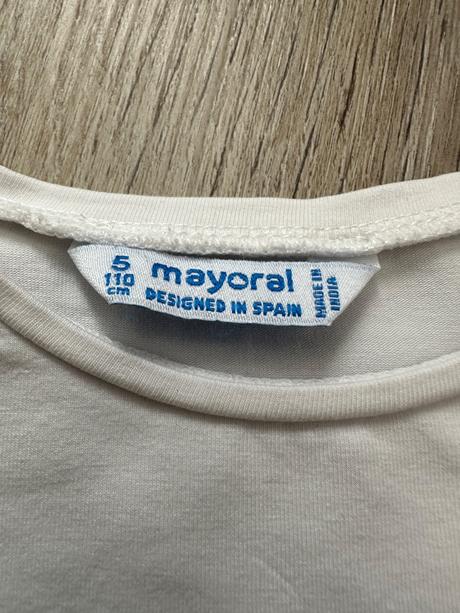 5
110
cm
mayoral
DESIGNED IN SPAIN
MADE IN
INDIA